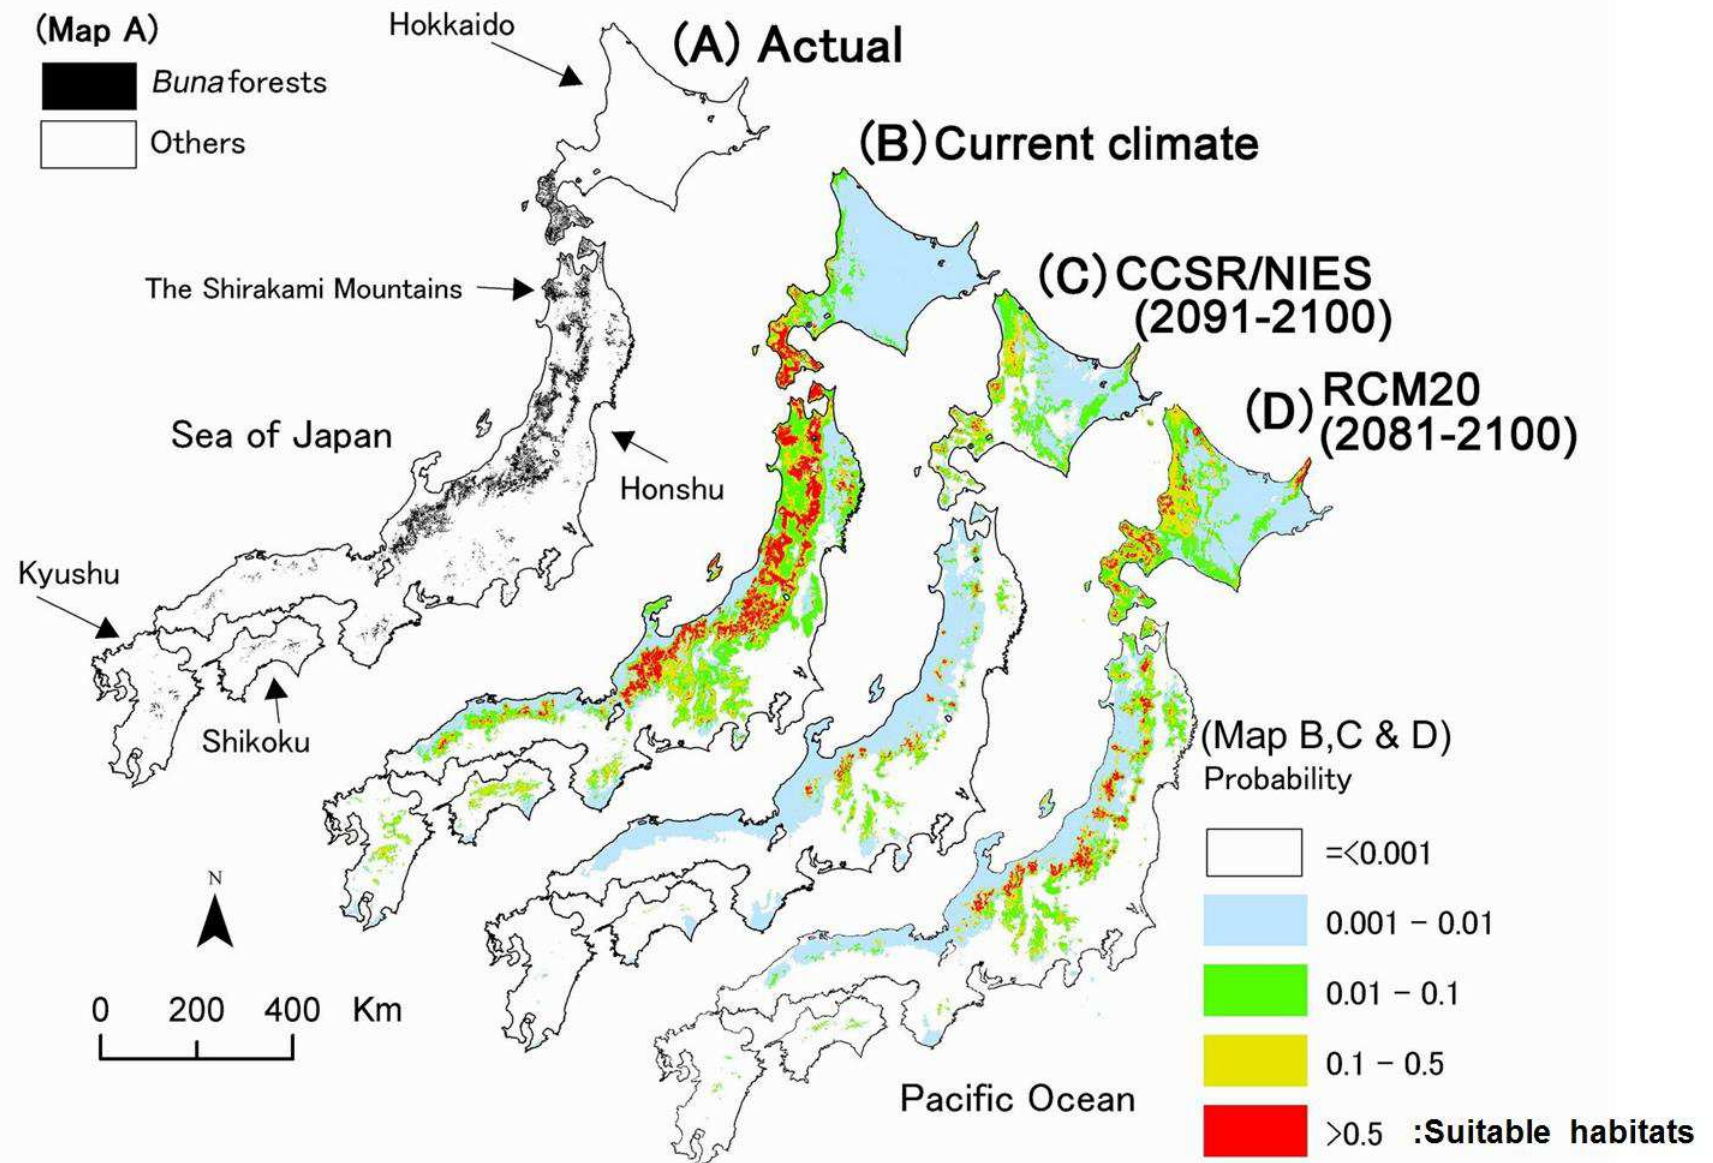 (Map A)
Buna forests
Others
Hokkaido
(A) Actual
(B) Current climate
The Shirakami Mountains
(C) CCSR/NIES
(2091-2100)
(D) RCM20
(2081-2100)
Sea of Japan
Honshu
Kyushu
Shikoku
(Map B,C & D)
Probability
=<0.001
0.001 - 0.01
0.01 - 0.1
0.1 - 0.5
>0.5 :Suitable habitats
N
0 200 400 Km
Pacific Ocean